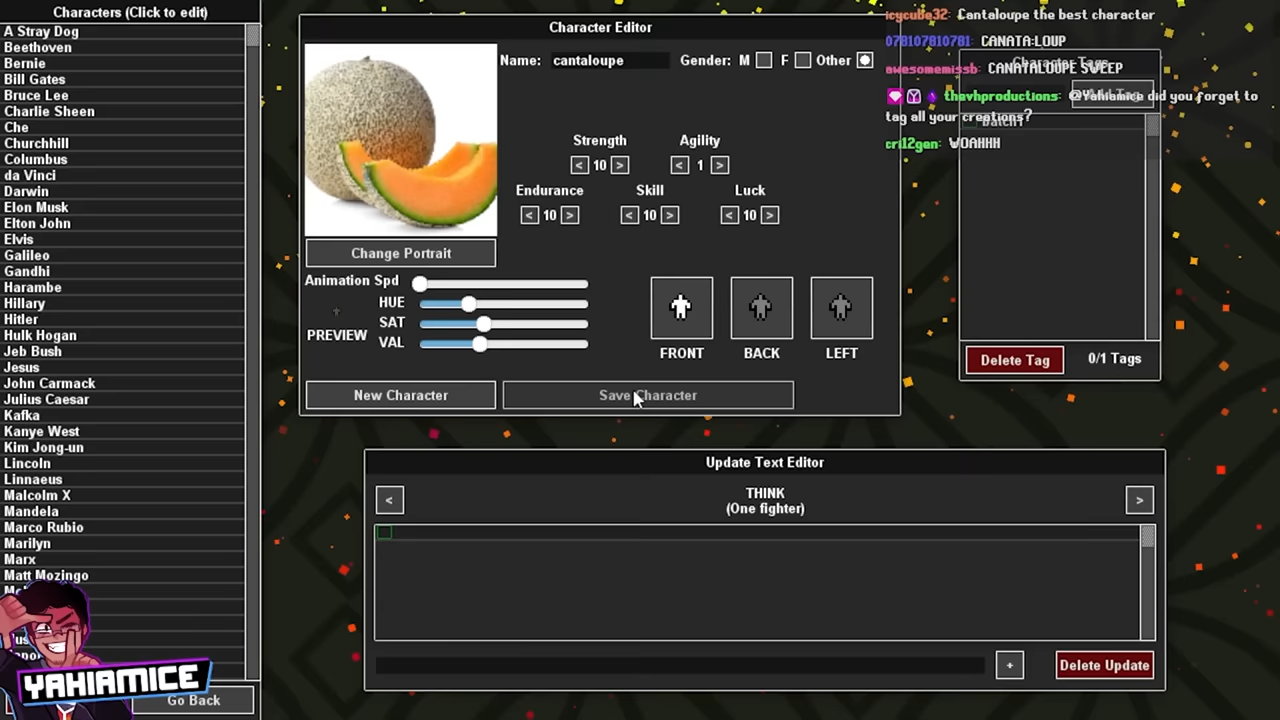 Characters (Click to edit)
A Stray Dog
Beethoven
Bernie
Bill Gates
Bruce Lee
Charlie Sheen
Che
Churchhill
Columbus
da Vinci
Darwin
Elon Musk
Elton John
Elvis
Galileo
Gandhi
Harambe
Hillary
Hitler
Hulk Hogan
Jeb Bush
Jesus
John Carmack
Julius Caesar
Kafka
Kanye West
Kim Jong-un
Lincoln
Linnaeus
Malcolm X
Mandela
Marco Rubio
Marilyn
Marx
Matt Mozingo
YAHIAMICE
Go Back
Character Editor
Name: cantaloupe Gender: M F Other
Strength Agility
< 10 > < 1 >
Endurance Skill Luck
< 10 > < 10 > < 10 >
Change Portrait
Animation Spd
HUE
SAT
PREVIEW
VAL
FRONT BACK LEFT
New Character Save Character
icycube32: Cantaloupe the best character
078107810781: CANATA:LOUP
Character Tags
awesomemissb: CANATALOUPE SWEEP
thavhproductions: @Yahiamice did you forget to
tag all your creations?
cri12gen: WOAHHH
Delete Tag 0/1 Tags
Update Text Editor
< THINK >
(One fighter)
+ Delete Update